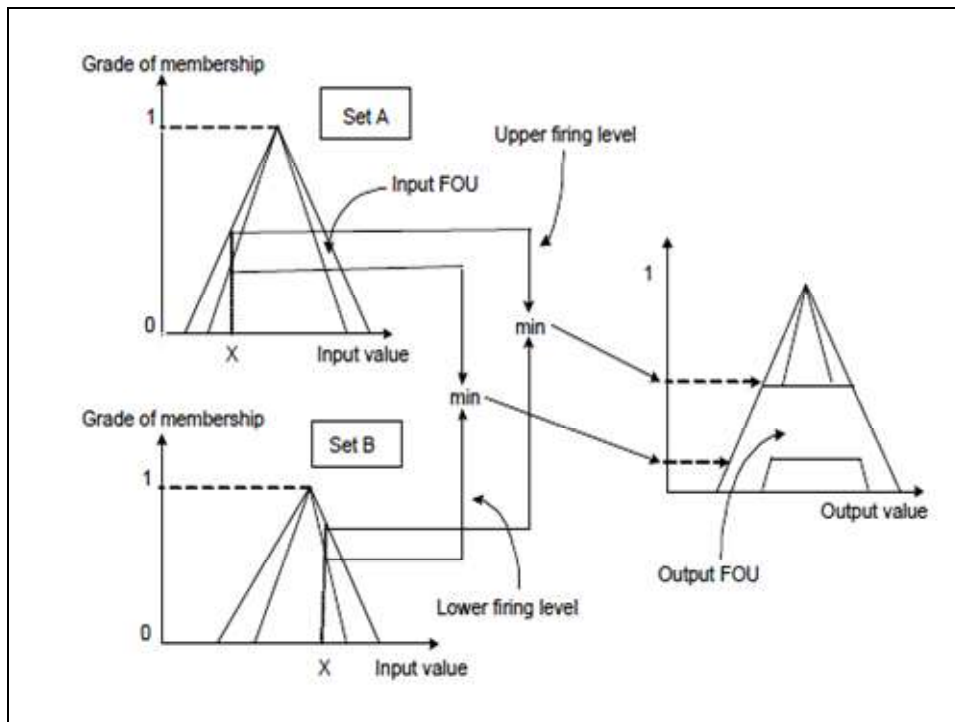 Grade of membership
Set A
1
Upper firing level
Input FOU
1
min
0
X
Input value
min
Grade of membership
Set B
1
Output value
Output FOU
Lower firing level
0
X
Input value